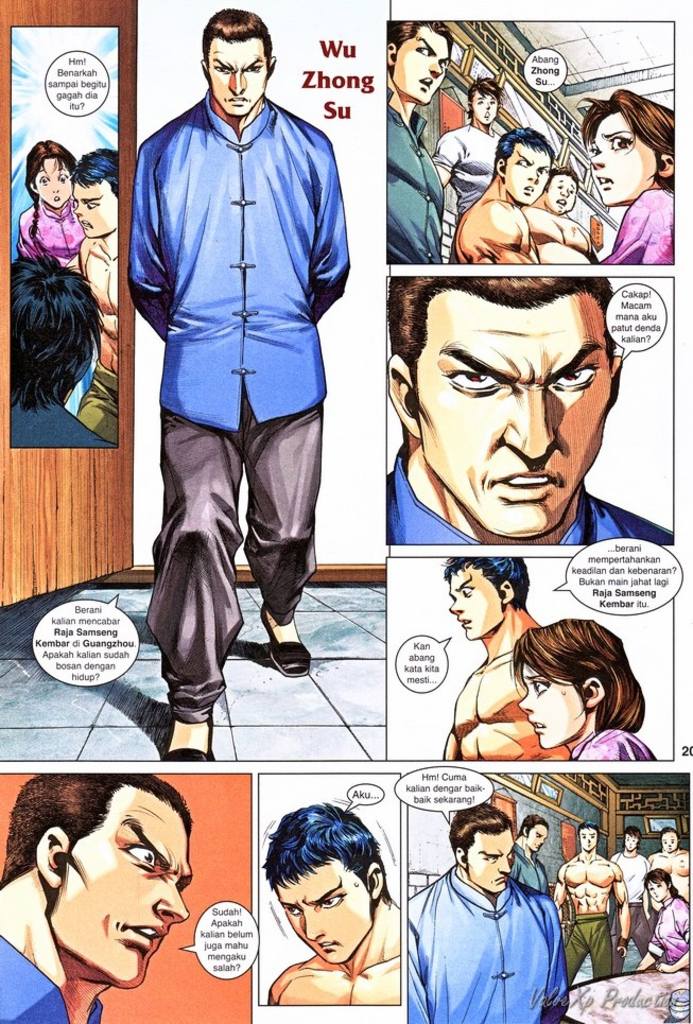 Hm!
Benarkah
sampai begitu
gagah dia
itu?
Wu
Zhong
Su
Abang
Zhong
Su...
Cakap!
Macam
mana aku
patut denda
kalian?
Berani
kalian mencabar
Raja Samseng
Kembar di Guangzhou.
Apakah kalian sudah
bosan dengan
hidup?
Kan
abang
kata kita
mesti...
...berani
mempertahankan
keadilan dan kebenaran?
Bukan main jahat lagi
Raja Samseng
Kembar itu.
20
Sudah!
Apakah
kalian belum
juga mahu
mengaku
salah?
Aku...
Hm! Cuma
kalian dengar baik-
baik sekarang!